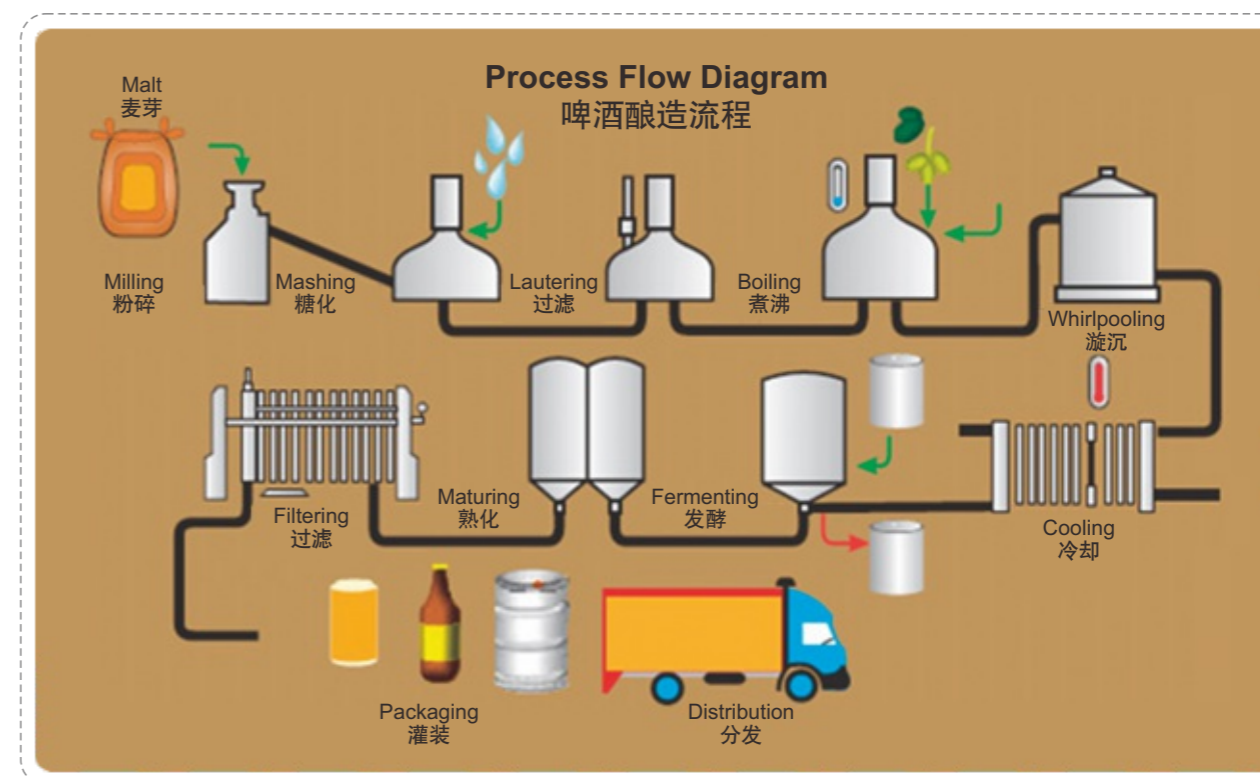 Process Flow Diagram
啤酒酿造流程
Malt
麦芽
Milling
粉碎
Mashing
糖化
Lautering
过滤
Boiling
煮沸
Whirlpooling
漩沉
Cooling
冷却
Fermenting
发酵
Maturing
熟化
Filtering
过滤
Packaging
灌装
Distribution
分发